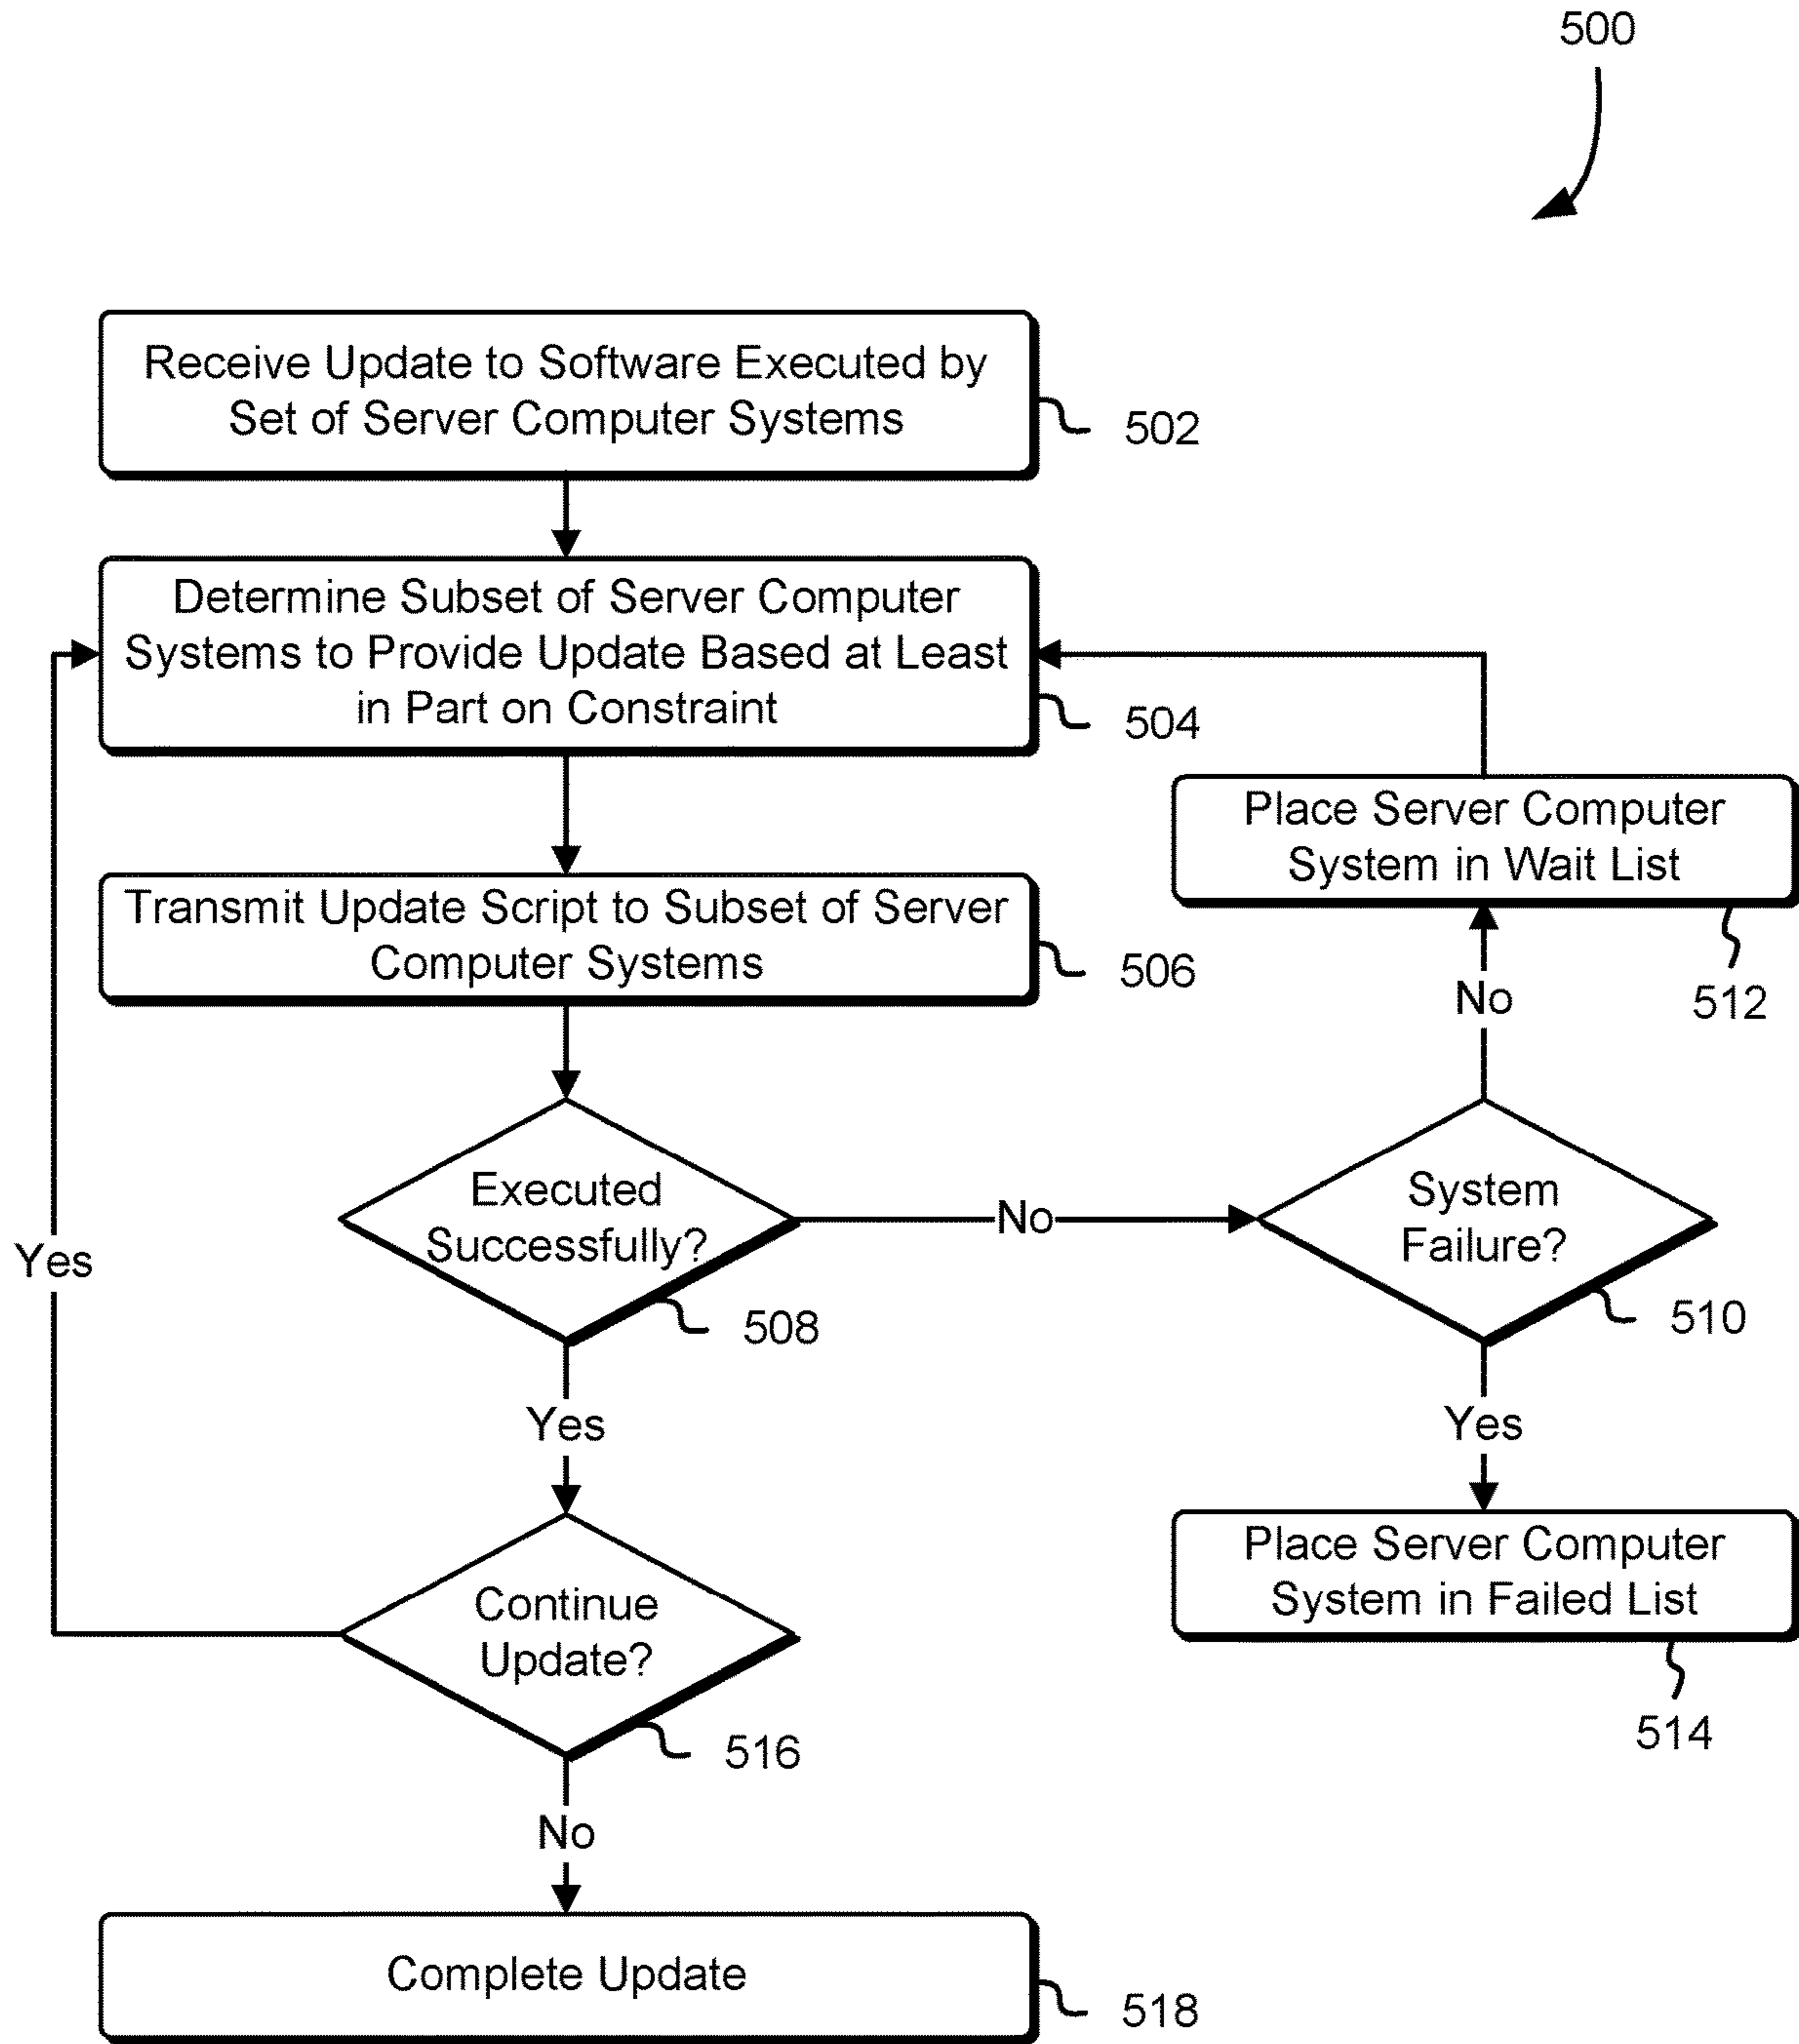 500
Receive Update to Software Executed by
Set of Server Computer Systems
502
Determine Subset of Server Computer
Systems to Provide Update Based at Least
in Part on Constraint
504
Place Server Computer
System in Wait List
512
Transmit Update Script to Subset of Server
Computer Systems
506
No
Executed
Successfully?
508
No
System
Failure?
510
Yes
Yes
Yes
Place Server Computer
System in Failed List
514
Continue
Update?
516
No
Complete Update
518